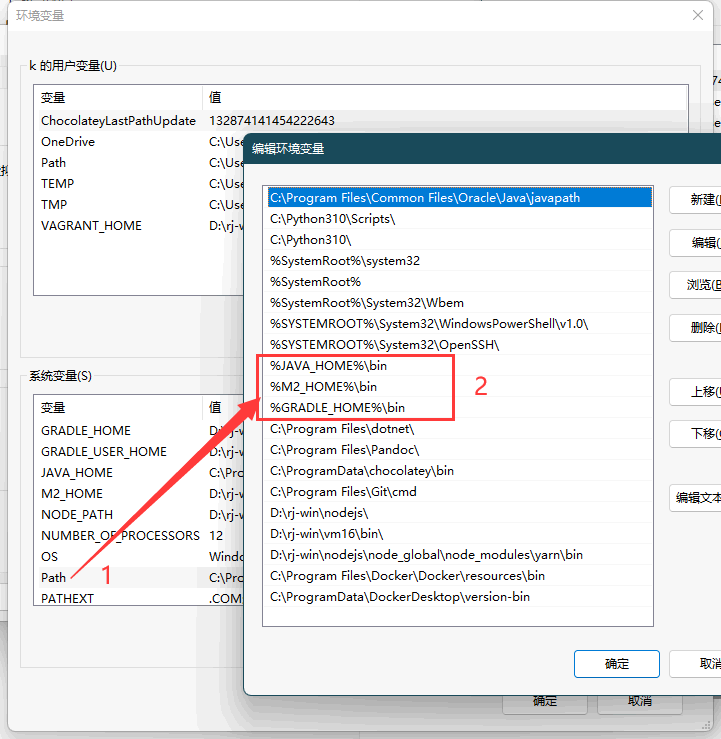 环境变量
k 的用户变量(U)
变量 值
ChocolateyLastPathUpdate 132874141454222643
OneDrive C:\Use
Path C:\Use
TEMP C:\Use
TMP C:\Use
VAGRANT_HOME D:\rj-w
系统变量(S)
变量 值
GRADLE_HOME D:\rj-w
GRADLE_USER_HOME D:\rj-w
JAVA_HOME C:\Pro
M2_HOME D:\rj-w
NODE_PATH D:\rj-w
NUMBER_OF_PROCESSORS 12
OS Windo
Path C:\Pro
PATHEXT .COM;
1
确定 取消
编辑环境变量
C:\Program Files\Common Files\Oracle\Java\javapath
C:\Python310\Scripts\
C:\Python310\
%SystemRoot%\system32
%SystemRoot%
%SystemRoot%\System32\Wbem
%SYSTEMROOT%\System32\WindowsPowerShell\v1.0\
%SYSTEMROOT%\System32\OpenSSH\
%JAVA_HOME%\bin
%M2_HOME%\bin
%GRADLE_HOME%\bin
2
C:\Program Files\dotnet\
C:\Program Files\Pandoc\
C:\ProgramData\chocolatey\bin
C:\Program Files\Git\cmd
D:\rj-win\nodejs\
D:\rj-win\vm16\bin\
D:\rj-win\nodejs\node_global\node_modules\yarn\bin
C:\Program Files\Docker\Docker\resources\bin
C:\ProgramData\DockerDesktop\version-bin
新建(
编辑(
浏览(
删除(
上移(
下移(
编辑文本
确定 取消